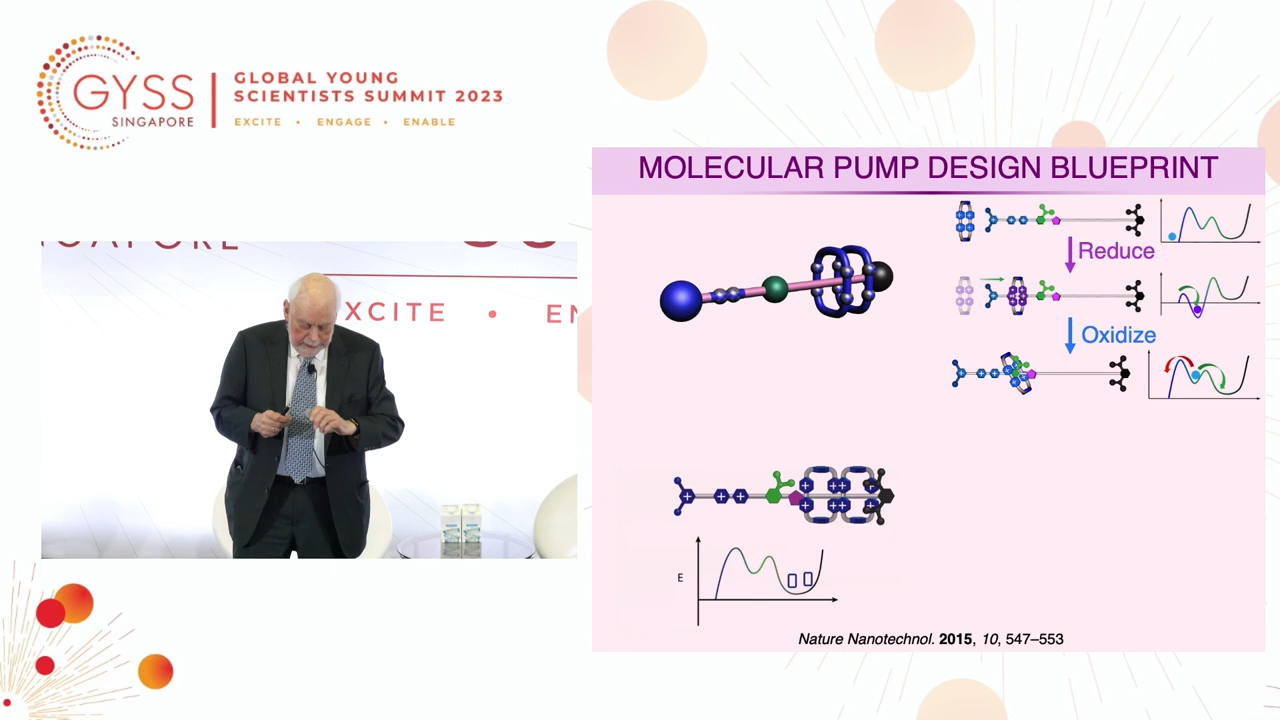 GYSS
SINGAPORE
GLOBAL YOUNG
SCIENTISTS SUMMIT 2023
EXCITE • ENGAGE • ENABLE
MOLECULAR PUMP DESIGN BLUEPRINT
Reduce
Oxidize
E
Nature Nanotechnol. 2015, 10, 547–553
GAPORE
XCITE • EN